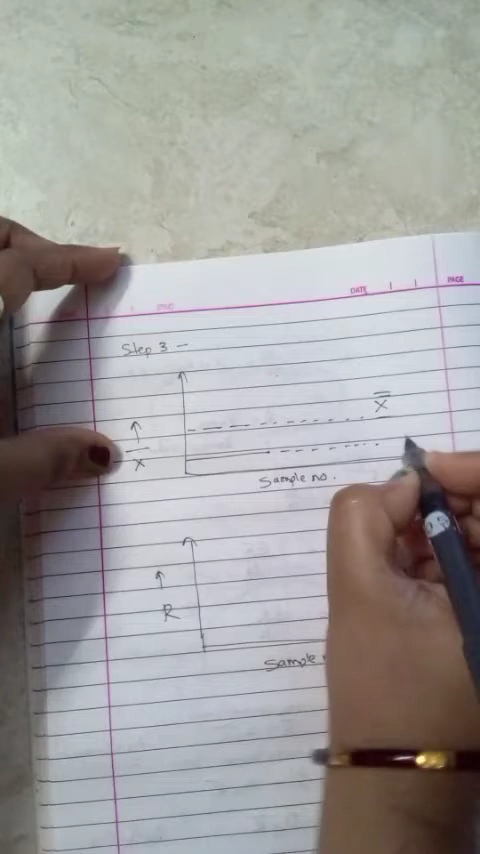 DATE
PAGE
Step 3 -
X̿
↑
X̄
Sample no.
↑
R
Sample